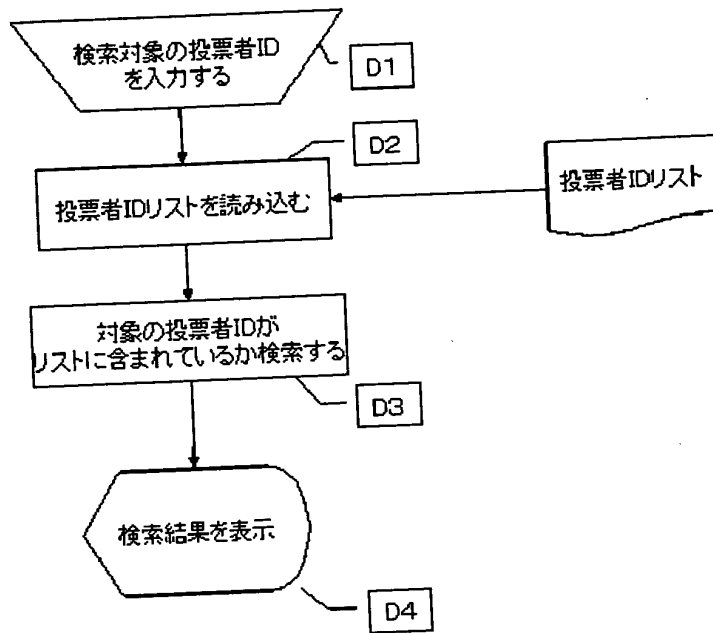 検索対象の投票者ID
を入力する
D1
D2
投票者IDリストを読み込む
投票者IDリスト
対象の投票者IDが
リストに含まれているか検索する
D3
検索結果を表示
D4